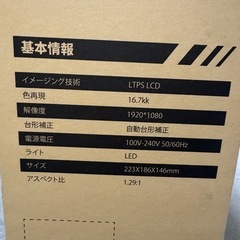 基本情報
イメージング技術 LTPS LCD
色再現 16.7kk
解像度 1920*1080
台形補正 自動台形補正
電源電圧 100V-240V 50/60Hz
ライト LED
サイズ 223X186X146mm
アスペクト比 1.29:1